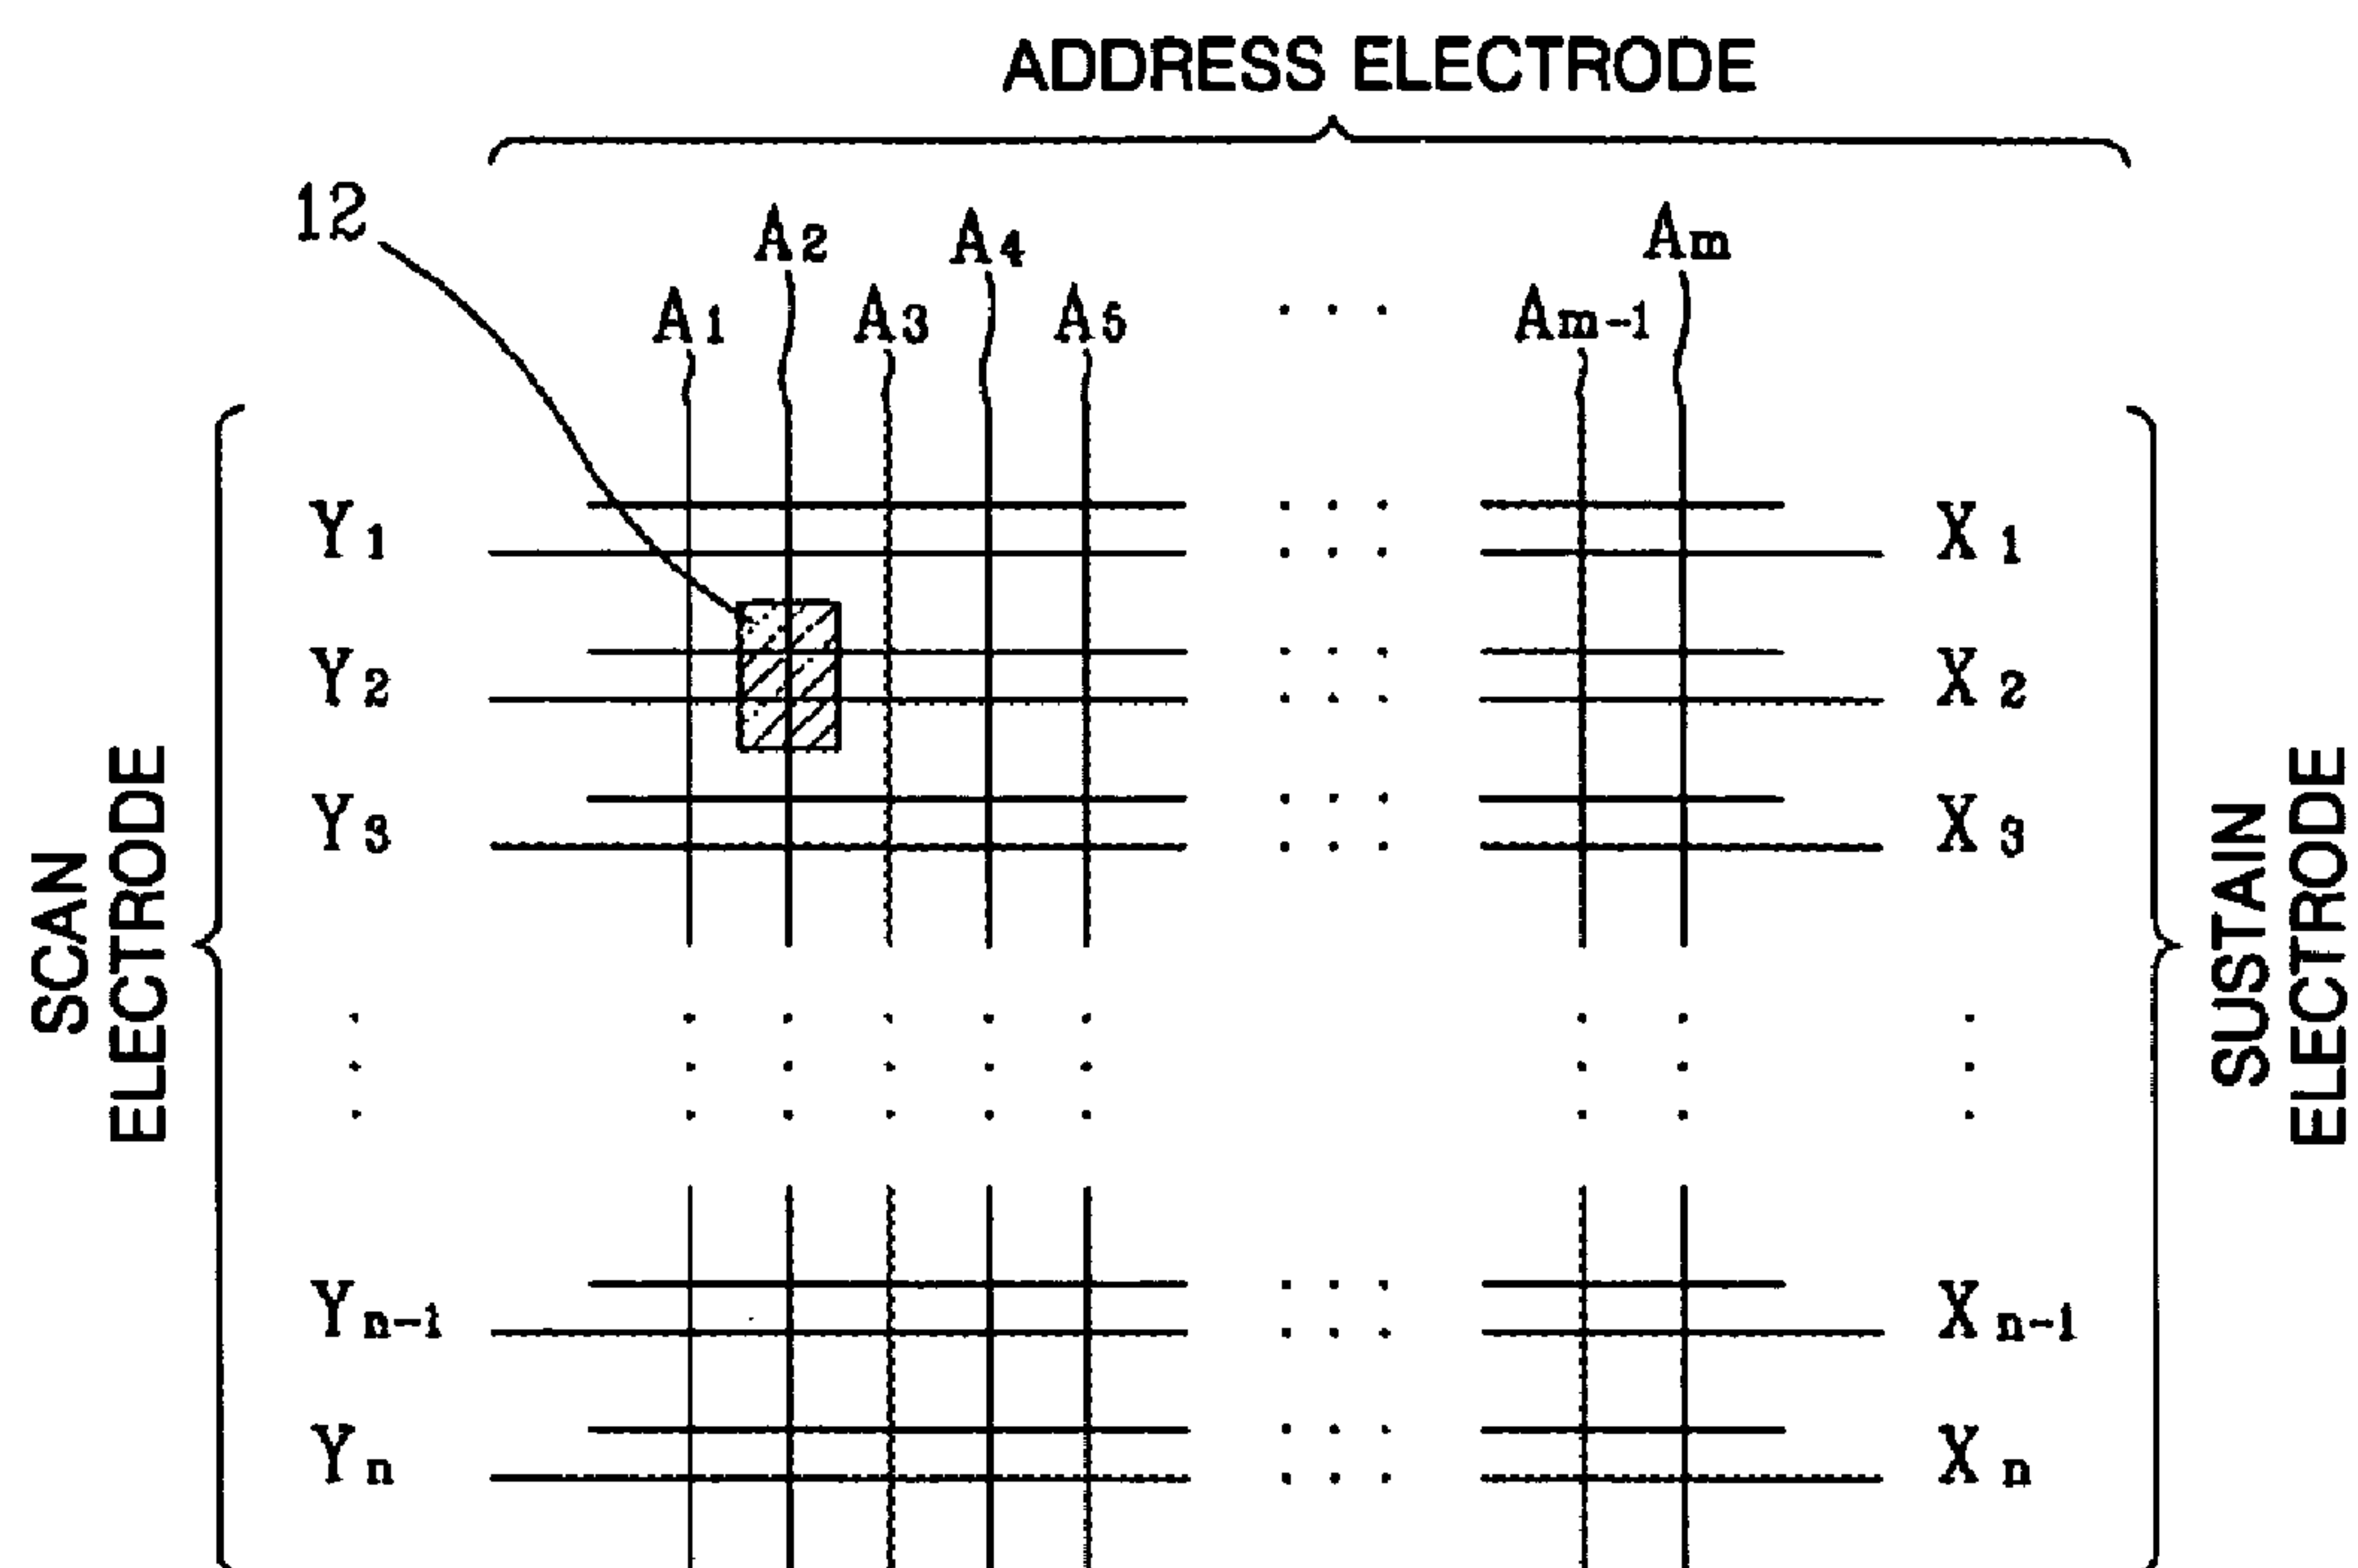 ADDRESS ELECTRODE
12
A2 A4 Am
A1 A3 A5 . . . Am-1
Y1 . . . X1
Y2 . . . X2
Y3 . . . X3
SCAN
ELECTRODE
SUSTAIN
ELECTRODE
Yn-1 . . . Xn-1
Yn . . . Xn